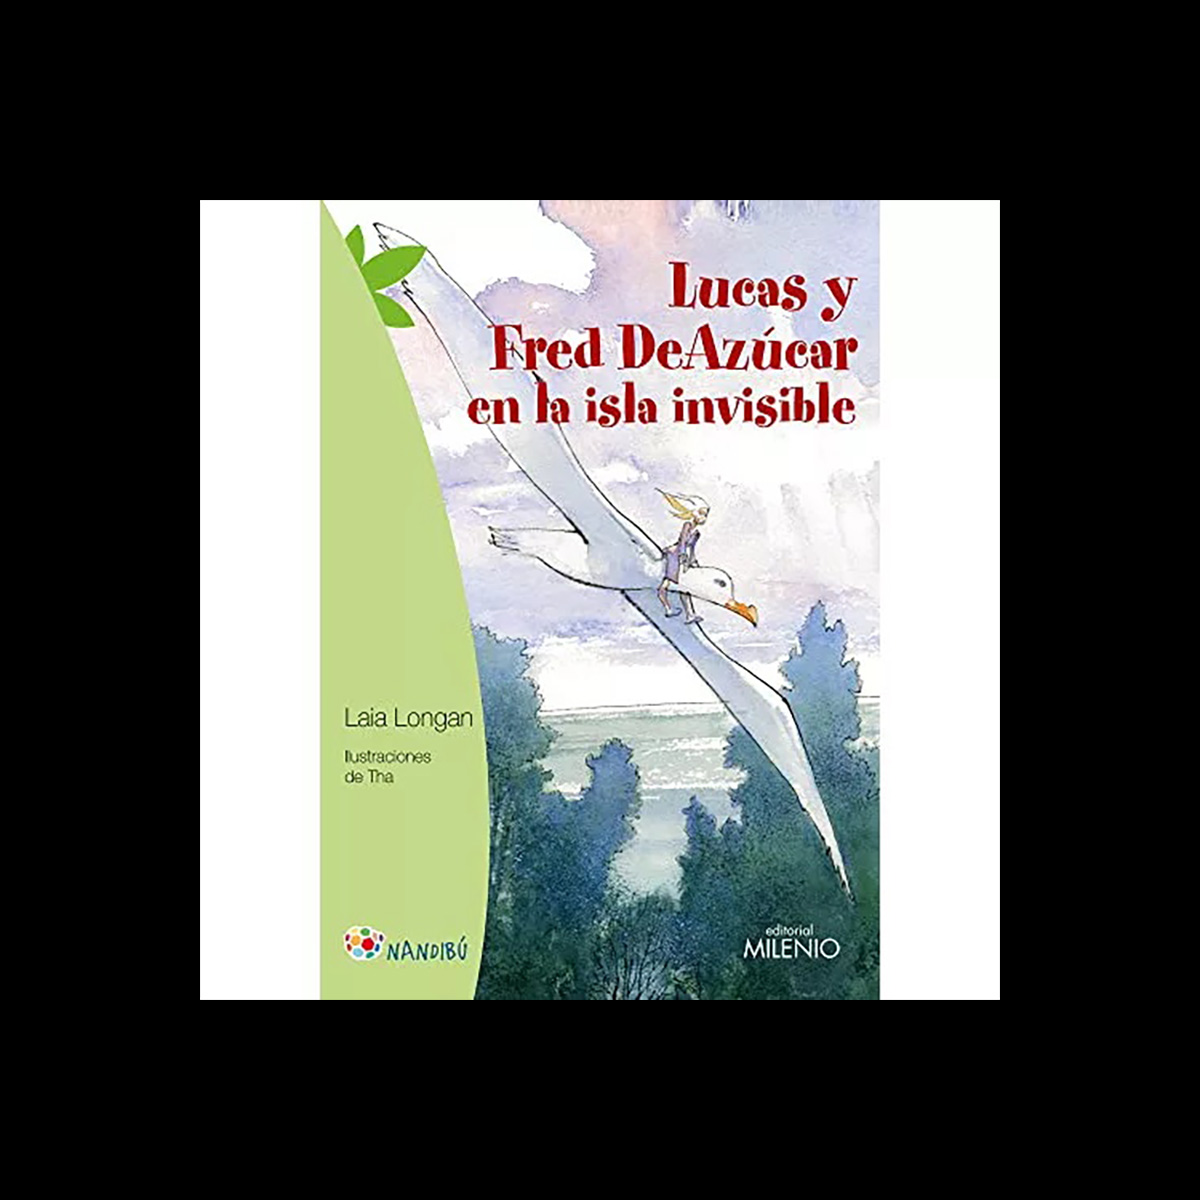 Lucas y
Fred DeAzúcar
en la isla invisible
Laia Longan
Ilustraciones
de Tha
NANDIBÚ
editorial
MILENIO